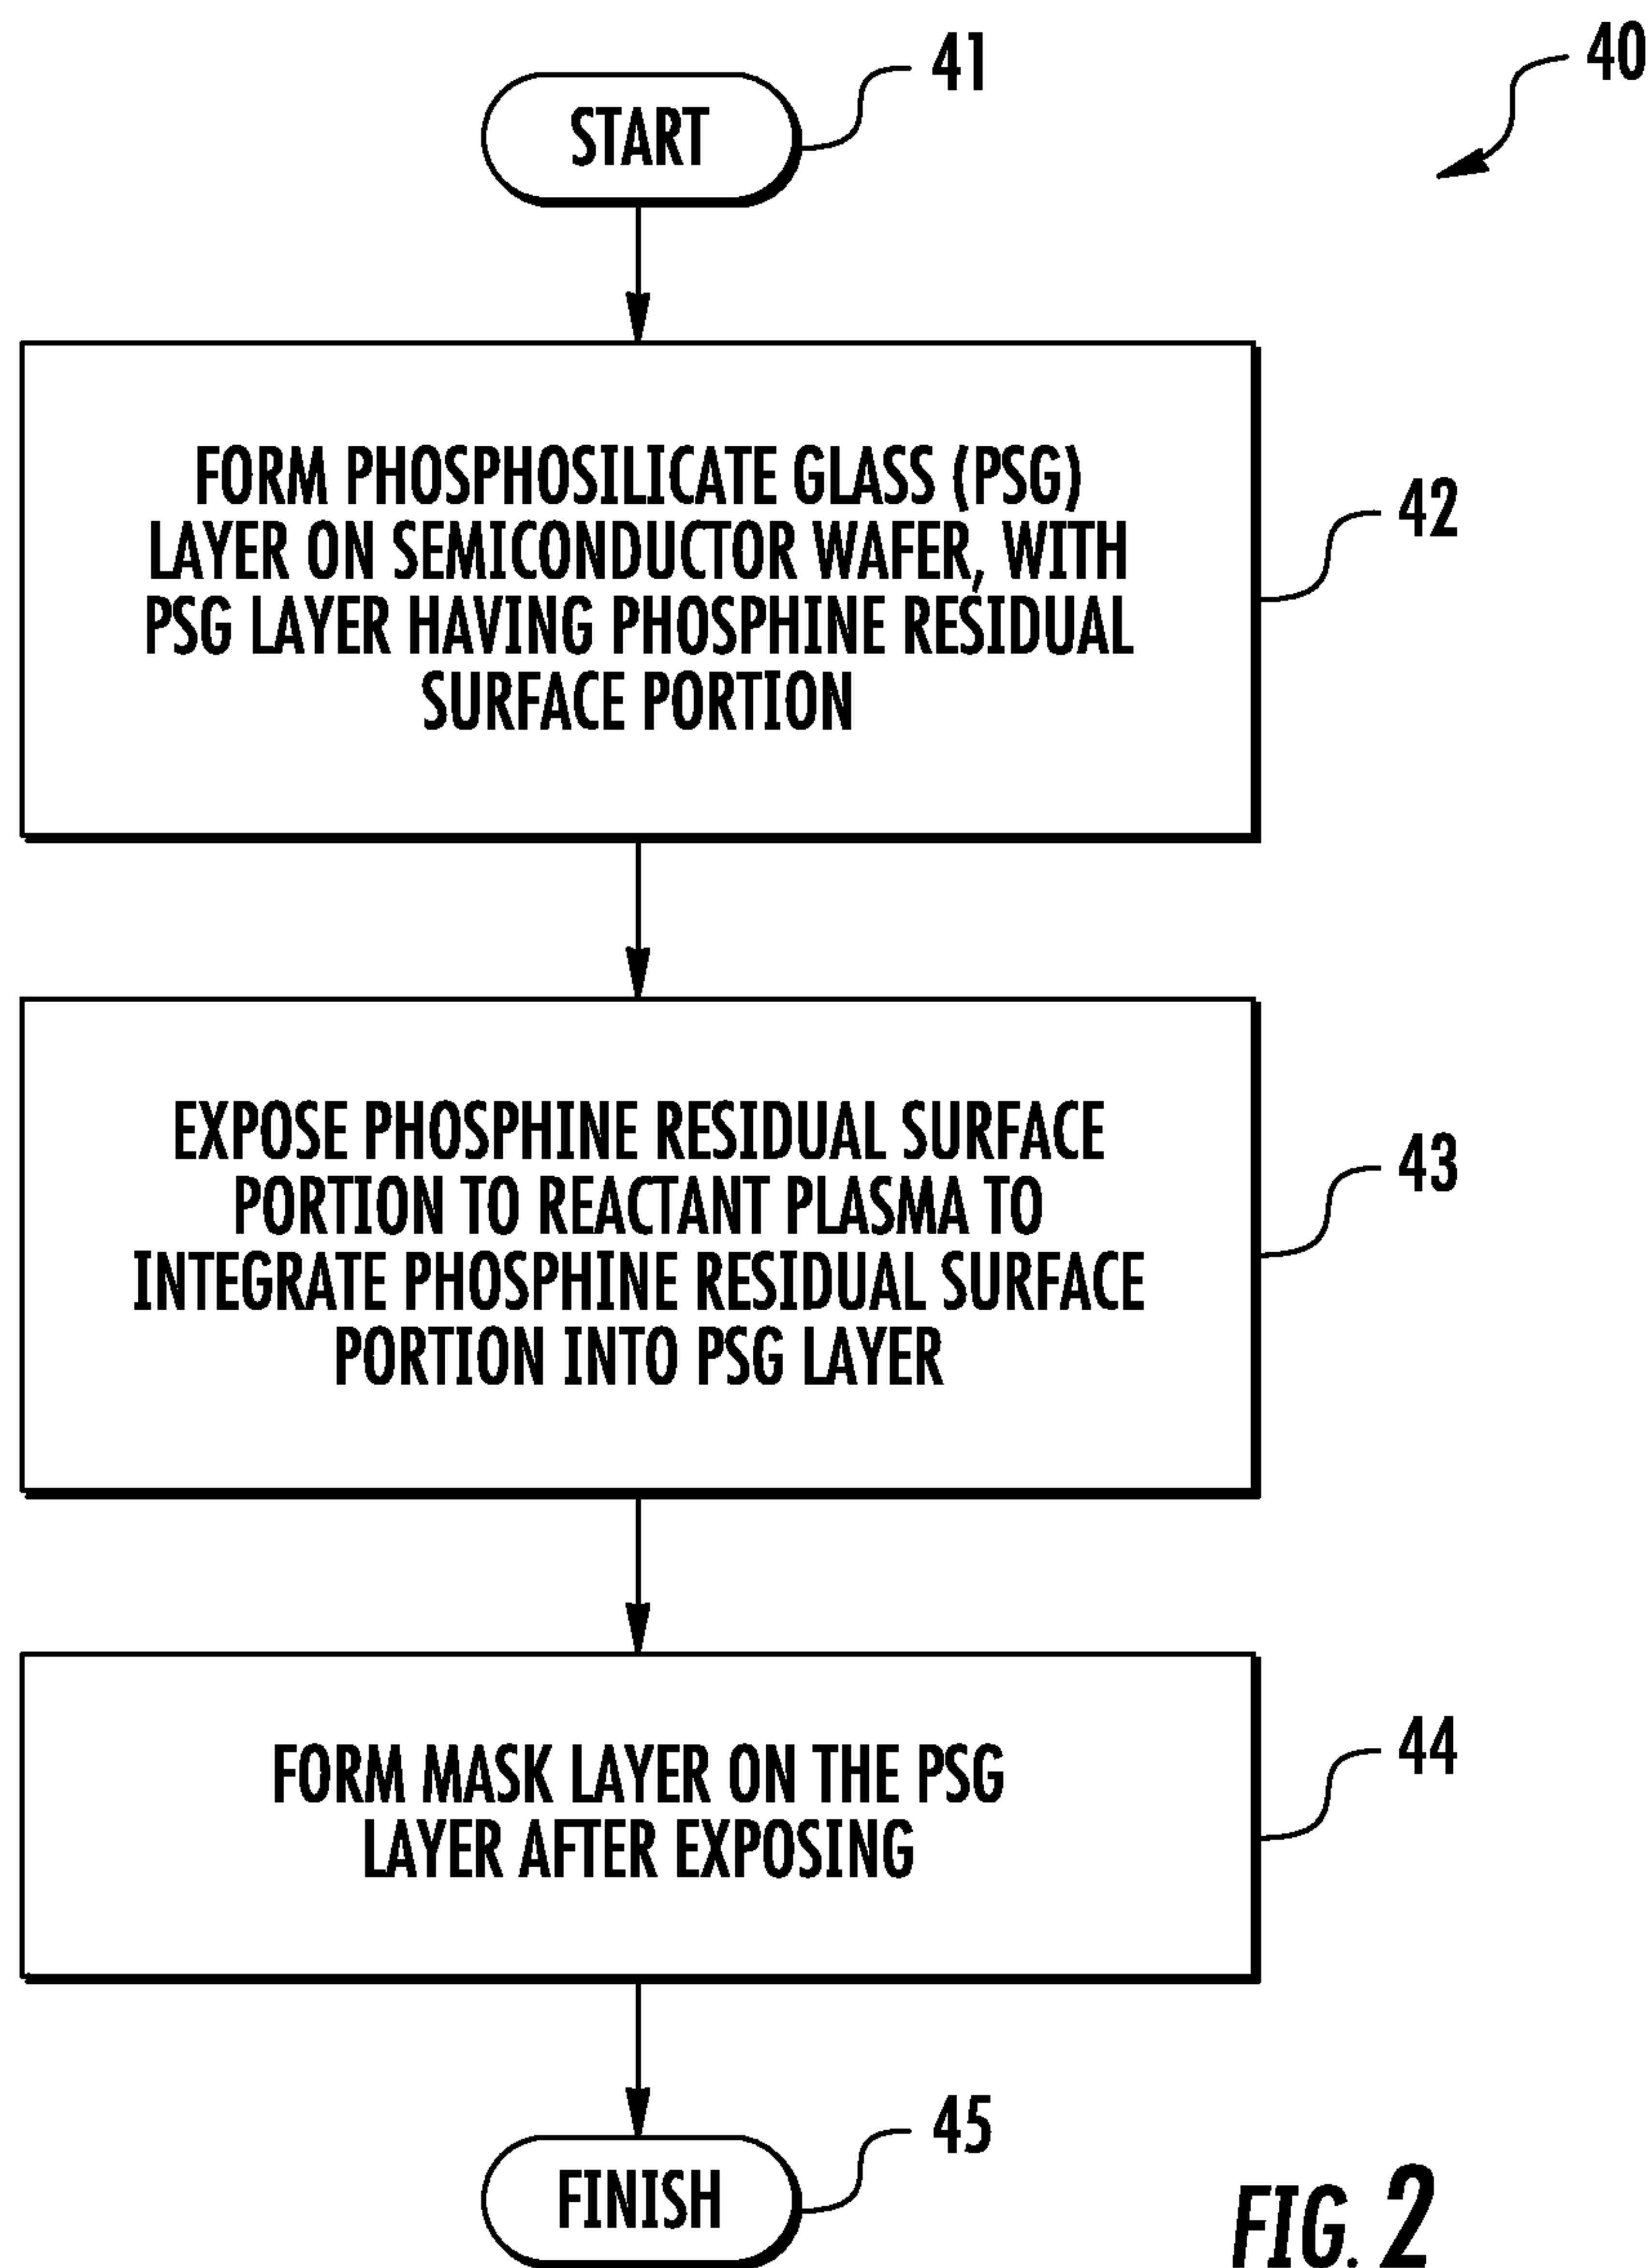 40
41
START
FORM PHOSPHOSILICATE GLASS (PSG)
LAYER ON SEMICONDUCTOR WAFER, WITH
PSG LAYER HAVING PHOSPHINE RESIDUAL
SURFACE PORTION
42
EXPOSE PHOSPHINE RESIDUAL SURFACE
PORTION TO REACTANT PLASMA TO
INTEGRATE PHOSPHINE RESIDUAL SURFACE
PORTION INTO PSG LAYER
43
FORM MASK LAYER ON THE PSG
LAYER AFTER EXPOSING
44
45
FINISH
FIG. 2